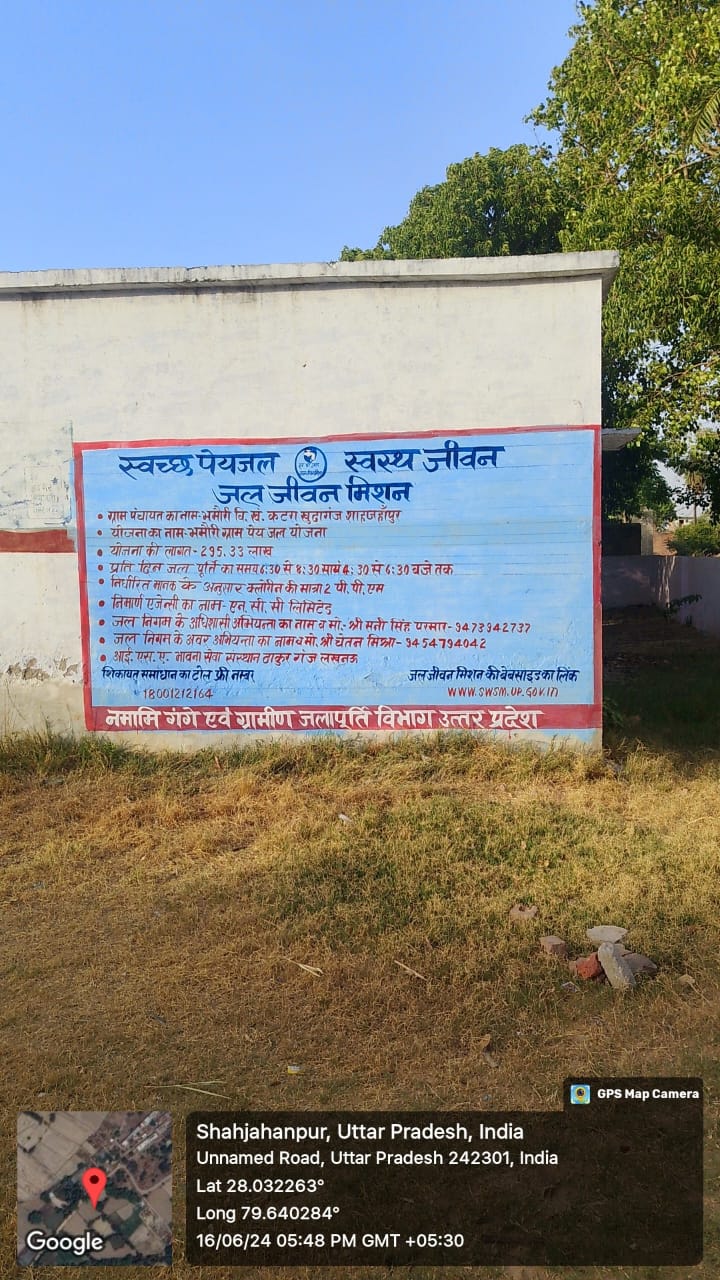 स्वच्छ पेयजल स्वस्थ जीवन
जल जीवन मिशन
• ग्राम पंचायत का नाम:- भमौरी वि. ख. कटरा खुदागंज शाहजहाँपुर
• योजना का नाम- भमौरी ग्राम पेय जल योजना
• योजना की लागत - 295.33 लाख
• प्रति दिन जल पूर्ति का समय 6:30 से 8:30 सायं 4:30 से 6:30 बजे तक
• निर्धारित मानक के अनुसार क्लोरीन की मात्रा 2 पी.पी.एम
• निर्माण एजेन्सी का नाम- एन. सी. सी लिमिटेड
• जल निगम के अधिशासी अभियन्ता का नाम व मो.- श्री सनी सिंह परमार- 9473942737
• जल निगम के अवर अभियन्ता का नाम व मो. श्री चेतन मिश्रा- 9454794042
• आई. एस. ए. भावना सेवा संस्थान ठाकुर गंज लखनऊ
शिकायत समाधान का टोल फ्री नम्बर जल जीवन मिशन की वेबसाइड का लिंक
18001212164 www.swsm.up.gov.in
नमामि गंगे एवं ग्रामीण जलापूर्ति विभाग उत्तर प्रदेश
GPS Map Camera
Shahjahanpur, Uttar Pradesh, India
Unnamed Road, Uttar Pradesh 242301, India
Lat 28.032263°
Long 79.640284°
16/06/24 05:48 PM GMT +05:30
Google